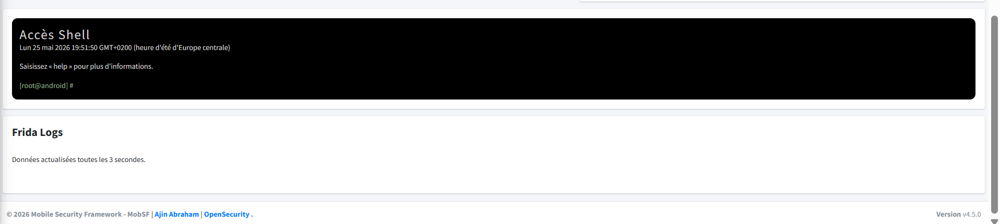 Accès Shell
Lun 25 mai 2026 19:51:50 GMT+0200 (heure d'été d'Europe centrale)
Saisissez « help » pour plus d'informations.
[root@android] #
Frida Logs
Données actualisées toutes les 3 secondes.
© 2026 Mobile Security Framework - MobSF | Ajin Abraham | OpenSecurity . Version v4.5.0